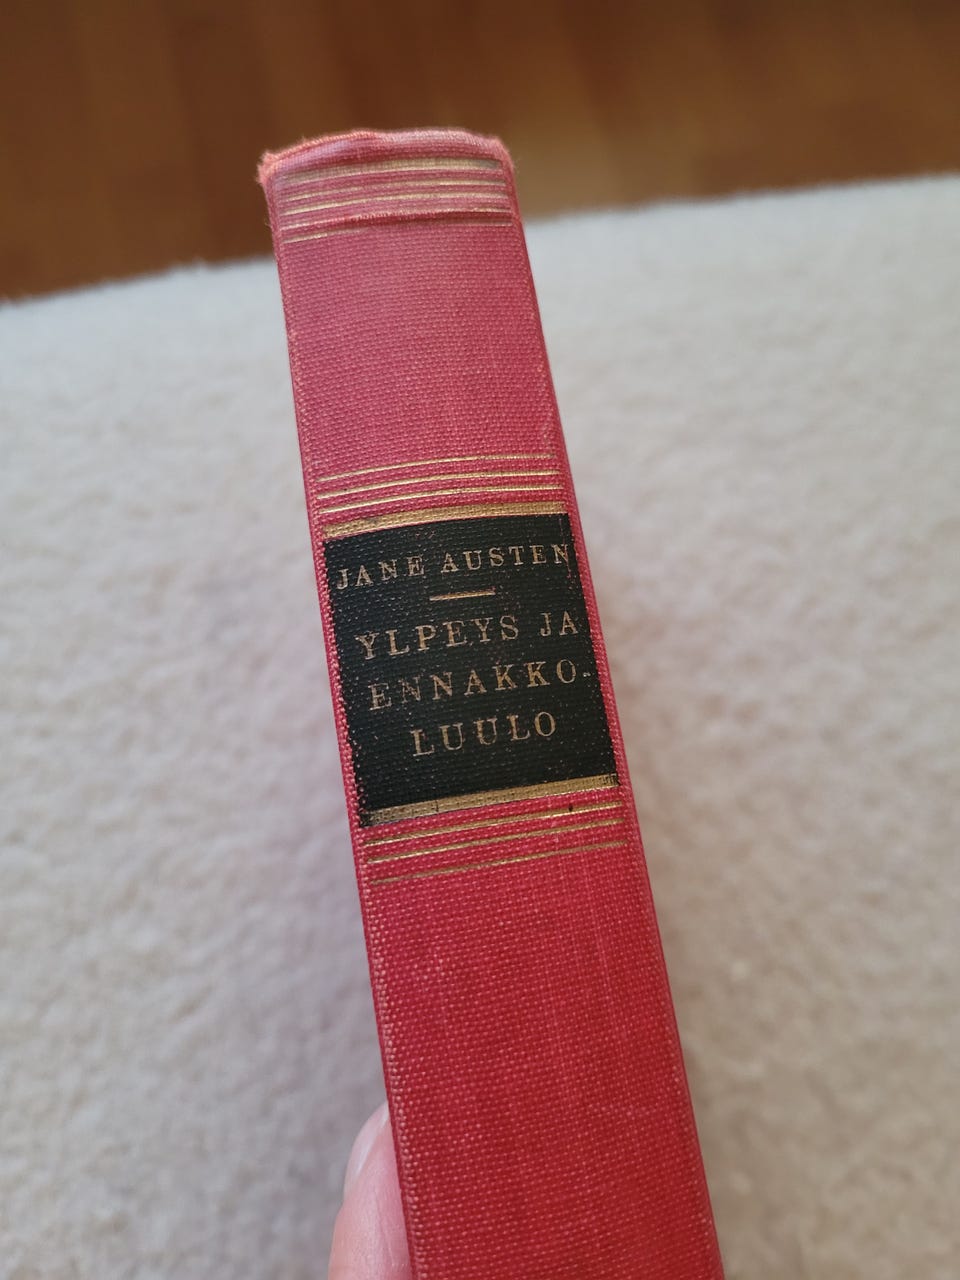 JANE AUSTEN
YLPEYS JA
ENNAKKO-
LUULO